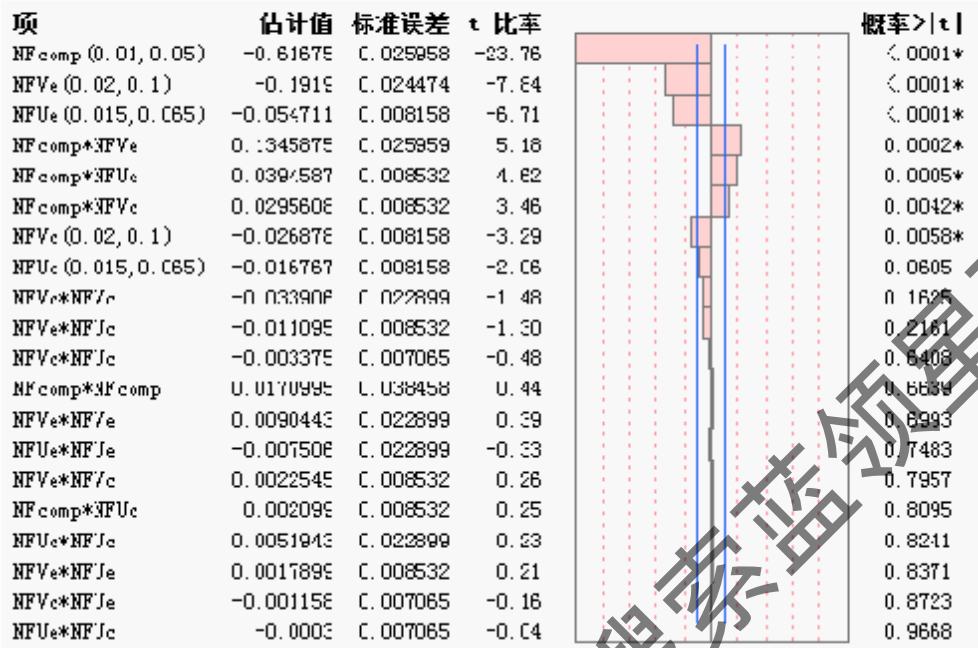 项 估计值 标准误差 t 比率 概率>|t|
NFcomp(0.01,0.05) -0.61675 0.025958 -23.76 <.0001*
NFVe(0.02,0.1) -0.1919 0.024474 -7.84 <.0001*
NFUe(0.015,0.065) -0.054711 0.008158 -6.71 <.0001*
NFcomp*NFVe 0.1345875 0.025959 5.18 0.0002*
NFcomp*NFUe 0.0394587 0.008532 4.62 0.0005*
NFcomp*NFVc 0.0295608 0.008532 3.46 0.0042*
NFVc(0.02,0.1) -0.026878 0.008158 -3.29 0.0058*
NFUc(0.015,0.065) -0.016767 0.008158 -2.06 0.0605
NFVc*NFVc -0.033906 0.022899 -1.48 0.1625
NFVe*NFUc -0.011095 0.008532 -1.30 0.2161
NFVc*NFUc -0.003375 0.007065 -0.48 0.6408
NFcomp*NFcomp 0.0170995 0.038458 0.44 0.6639
NFVe*NFVe 0.0090443 0.022899 0.39 0.6993
NFUe*NFUe -0.007506 0.022899 -0.33 0.7483
NFVe*NFVc 0.0022545 0.008532 0.26 0.7957
NFcomp*NFUc 0.002099 0.008532 0.25 0.8095
NFUc*NFUc 0.0051943 0.022899 0.23 0.8211
NFVe*NFUe 0.0017899 0.008532 0.21 0.8371
NFVc*NFUe -0.001158 0.007065 -0.16 0.8723
NFUe*NFUc -0.0003 0.007065 -0.04 0.9668
搜索蓝领星